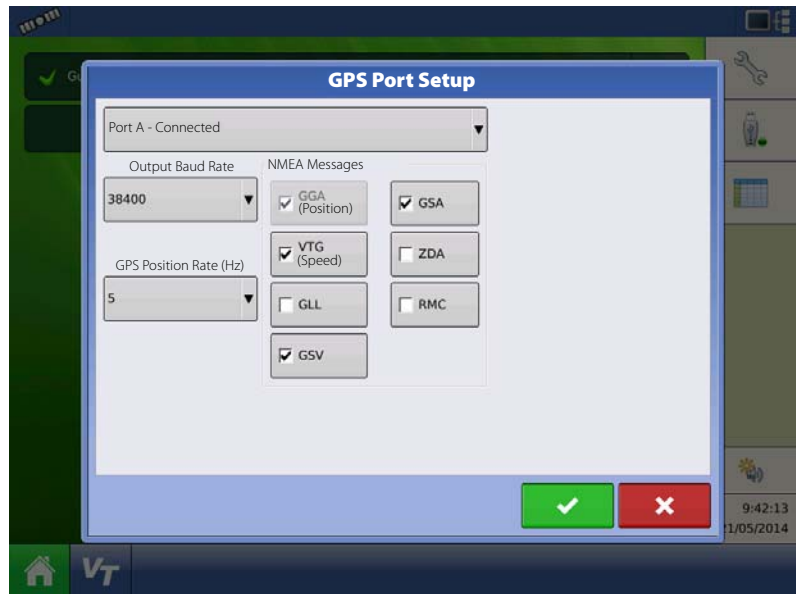 GPS Port Setup
Port A - Connected
Output Baud Rate
38400
GPS Position Rate (Hz)
5
NMEA Messages
GGA
(Position)
GSA
VTG
(Speed)
ZDA
GLL
RMC
GSV
9:42:13
1/05/2014
VT